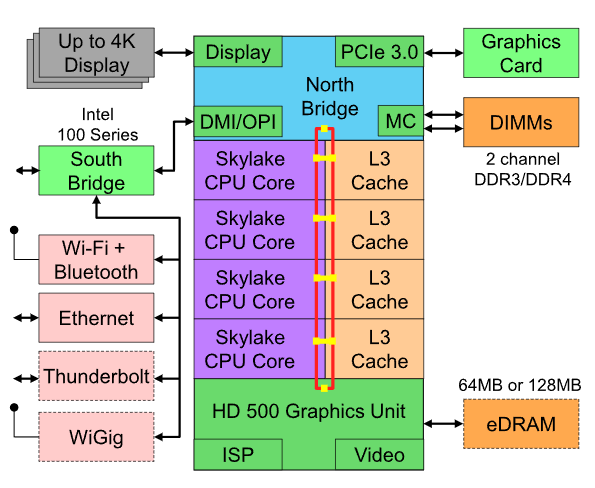 Up to 4K
Display
Display
PCIe 3.0
Graphics
Card
North
Bridge
Intel
100 Series
DMI/OPI
MC
DIMMs
2 channel
DDR3/DDR4
South
Bridge
Skylake
CPU Core
L3
Cache
Skylake
CPU Core
L3
Cache
Skylake
CPU Core
L3
Cache
Skylake
CPU Core
L3
Cache
Wi-Fi +
Bluetooth
Ethernet
Thunderbolt
WiGig
HD 500 Graphics Unit
ISP
Video
64MB or 128MB
eDRAM